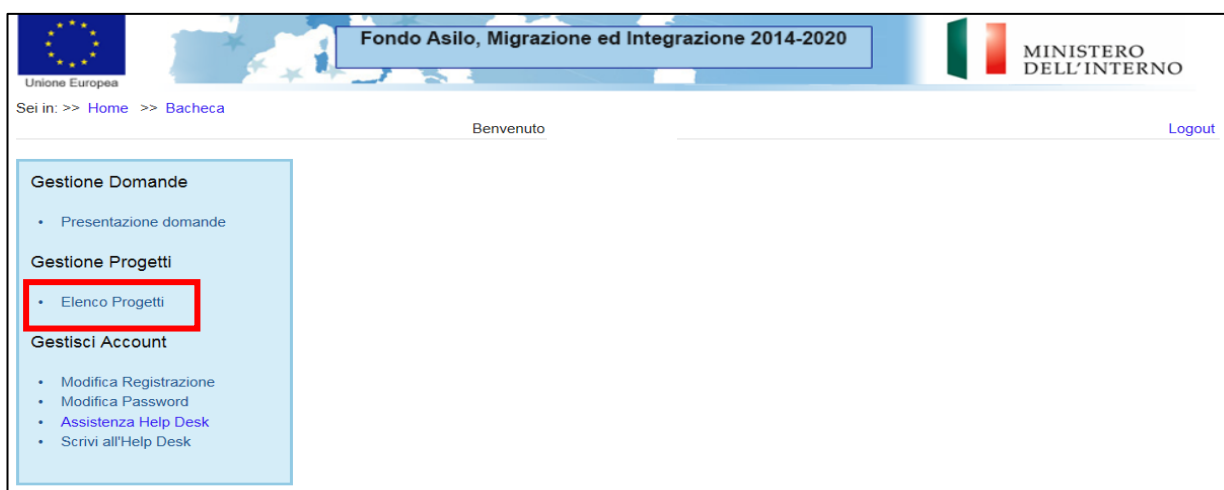 Fondo Asilo, Migrazione ed Integrazione 2014-2020
MINISTERO
DELL'INTERNO
Unione Europea
Sei in: >> Home >> Bacheca
Benvenuto
Logout
Gestione Domande
• Presentazione domande
Gestione Progetti
• Elenco Progetti
Gestisci Account
• Modifica Registrazione
• Modifica Password
• Assistenza Help Desk
• Scrivi all'Help Desk